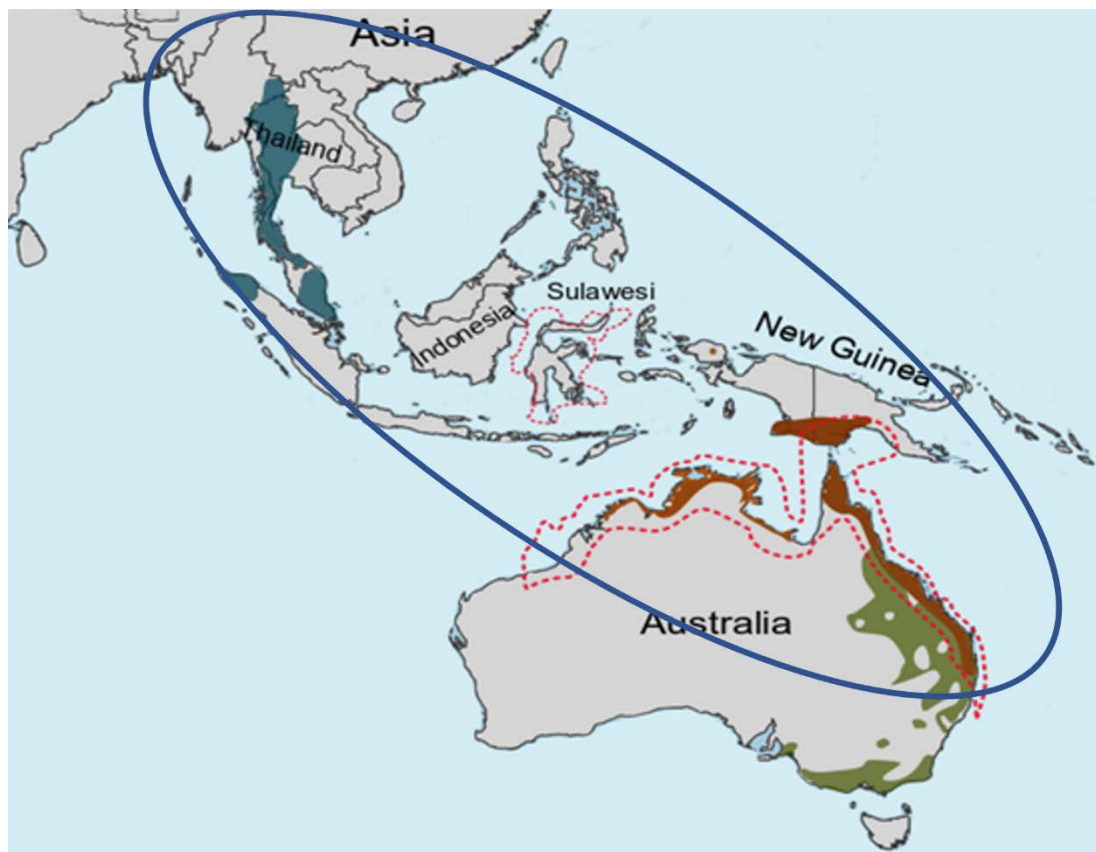 Asia
Thailand
Sulawesi
Indonesia
New Guinea
Australia